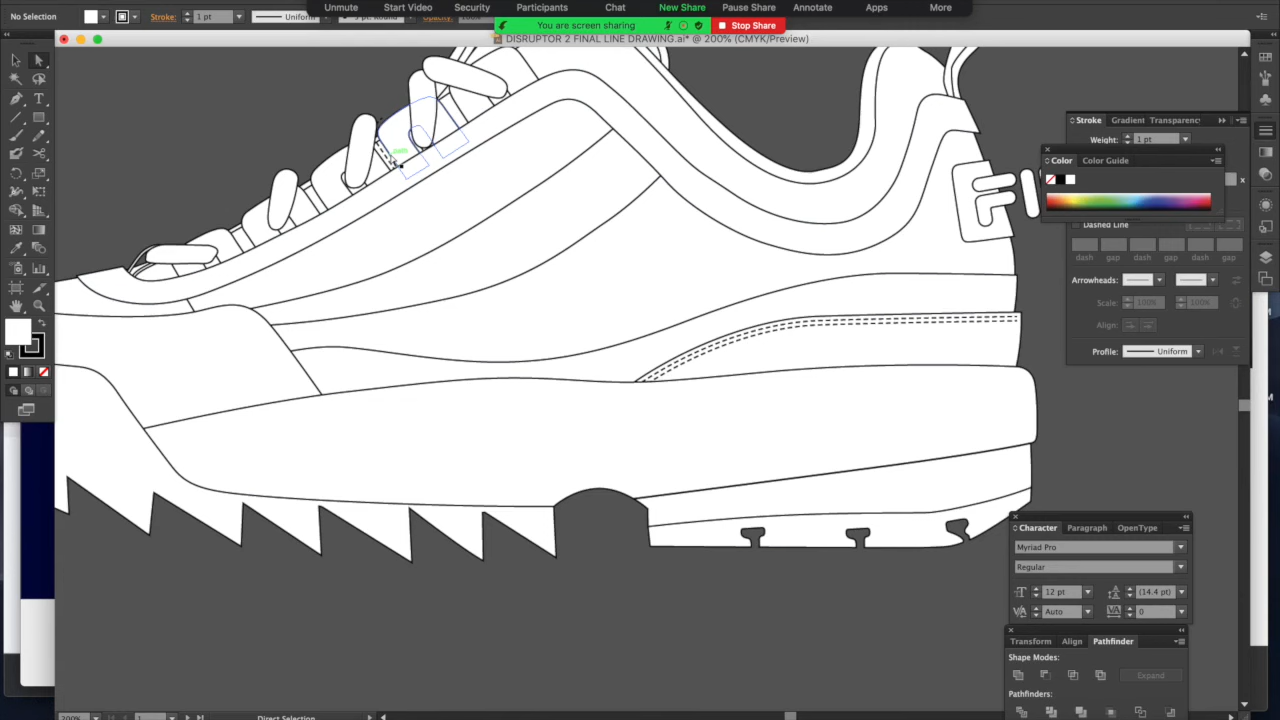 Unmute Start Video Security Participants Chat New Share Pause Share Annotate Apps More
No Selection Stroke: 1 pt Uniform Opacity:
You are screen sharing Stop Share
DISRUPTOR 2 FINAL LINE DRAWING.ai* @ 200% (CMYK/Preview)
Stroke Gradient Transparency
Weight: 1 pt
Color Color Guide
path
Dashed Line
dash gap dash gap dash gap
Arrowheads:
Scale: 100% 100%
Align:
Profile: Uniform
Character Paragraph OpenType
Myriad Pro
Regular
12 pt (14.4 pt)
Auto 0
Transform Align Pathfinder
Shape Modes:
Expand
Pathfinders:
200% 1 Direct Selection